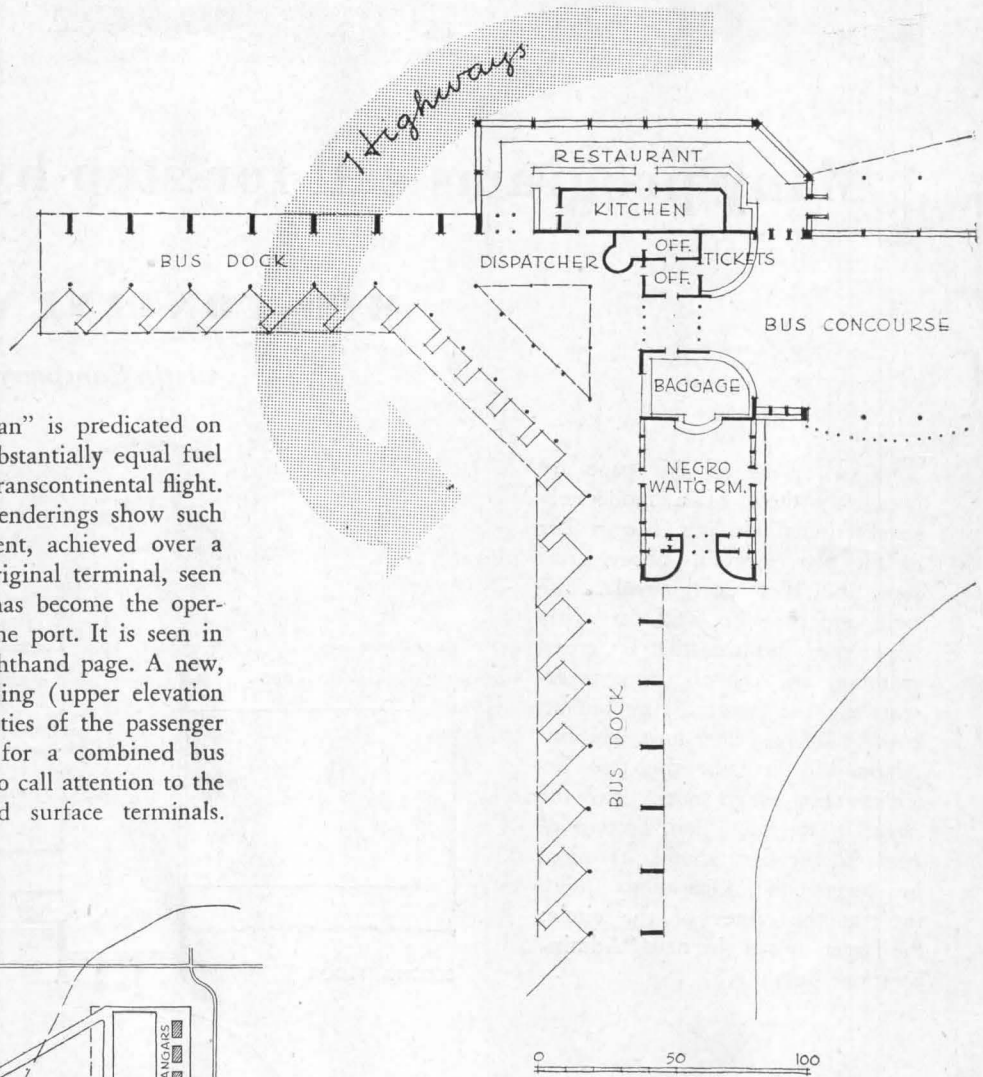 Highways
RESTAURANT
KITCHEN
BUS DOCK
DISPATCHER
OFF.
TICKETS
OFF.
BUS CONCOURSE
BAGGAGE
NEGRO
WAIT'G RM.
BUS DOCK
an” is predicated on
bstantially equal fuel
ranscontinental flight.
enderings show such
ent, achieved over a
riginal terminal, seen
has become the oper-
ne port. It is seen in
ghthand page. A new,
ing (upper elevation
ties of the passenger
for a combined bus
o call attention to the
d surface terminals.
ANGARS
0 50 100